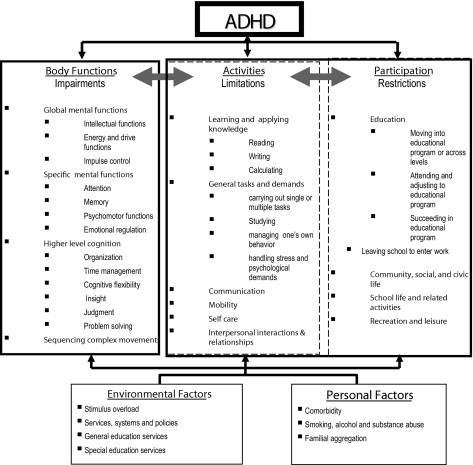 ADHD
Body Functions
Impairments
Global mental functions
Intellectual functions
Energy and drive
functions
Impulse control
Specific mental functions
Attention
Memory
Psychomotor functions
Emotional regulation
Higher level cognition
Organization
Time management
Cognitive flexibility
Insight
Judgment
Problem solving
Sequencing complex movement
Activities
Limitations
Learning and applying
knowledge
Reading
Writing
Calculating
General tasks and demands
carrying out single or
multiple tasks
Studying
managing one's own
behavior
handling stress and
psychological
demands
Communication
Mobility
Self care
Interpersonal interactions &
relationships
Participation
Restrictions
Education
Moving into
educational
program or across
levels
Attending and
adjusting to
educational
program
Succeeding in
educational
program
Leaving school to enter work
Community, social, and civic
life
School life and related
activities
Recreation and leisure
Environmental Factors
Stimulus overload
Services, systems and policies
General education services
Special education services
Personal Factors
Comorbidity
Smoking, alcohol and substance abuse
Familial aggregation